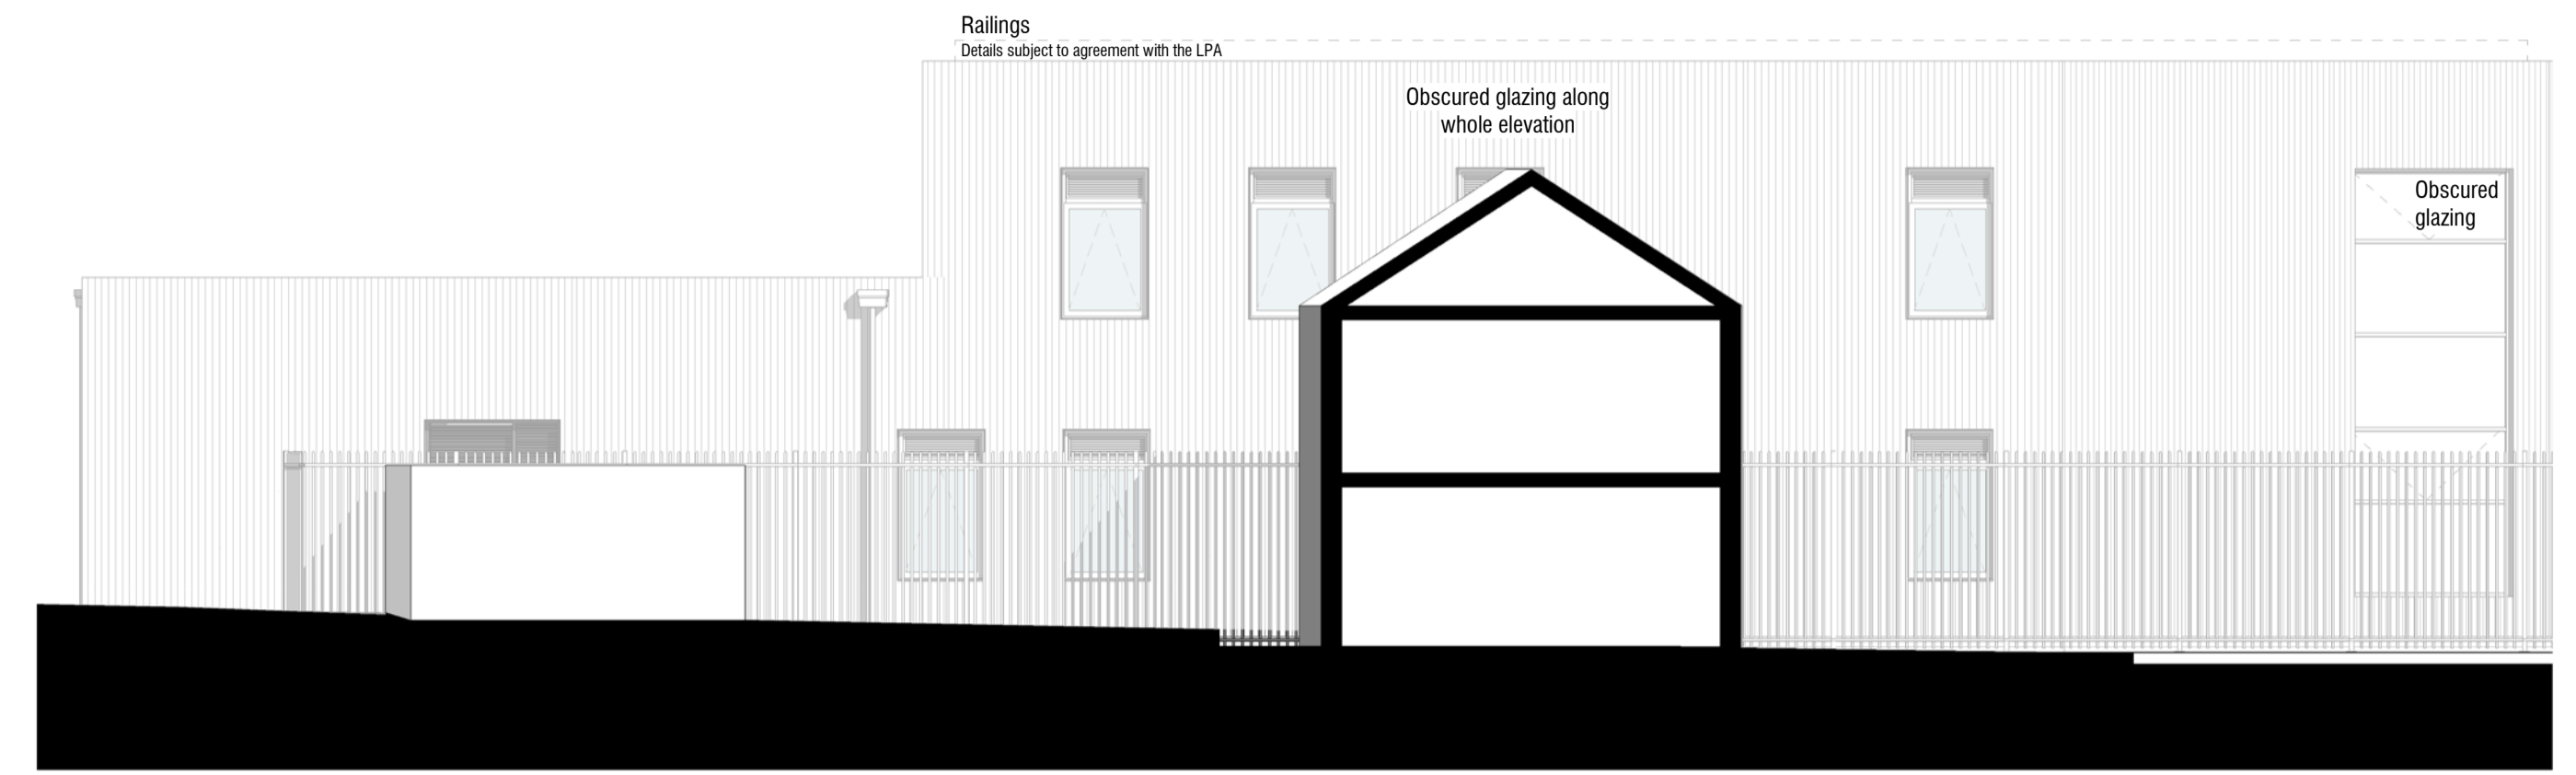 Railings
Details subject to agreement with the LPA
Obscured glazing along
whole elevation
Obscured
glazing